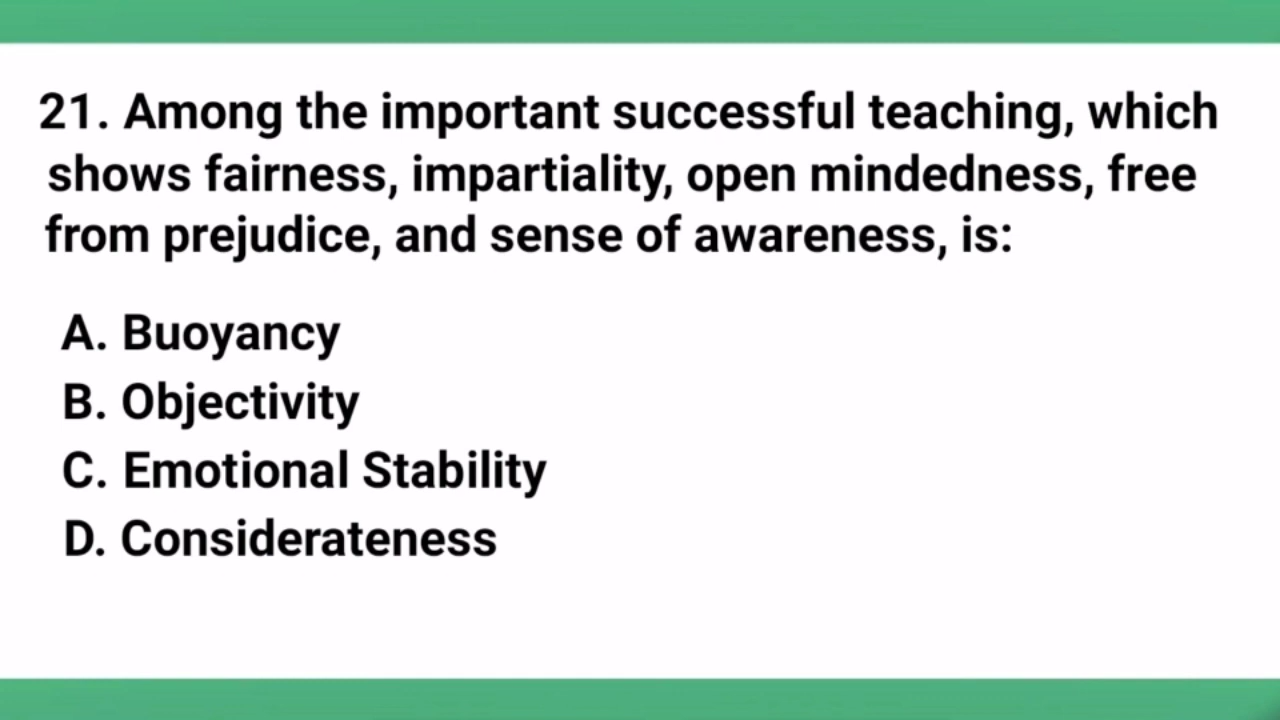 21. Among the important successful teaching, which
shows fairness, impartiality, open mindedness, free
from prejudice, and sense of awareness, is:
A. Buoyancy
B. Objectivity
C. Emotional Stability
D. Considerateness